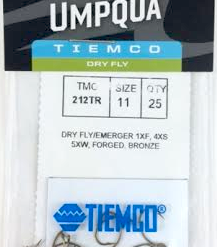 UMPQUA
TIEMCO
DRY FLY
TMC SIZE QTY
212TR 11 25
DRY FLY/EMERGER 1XF, 4XS
5XW, FORGED, BRONZE
TIEMCO®